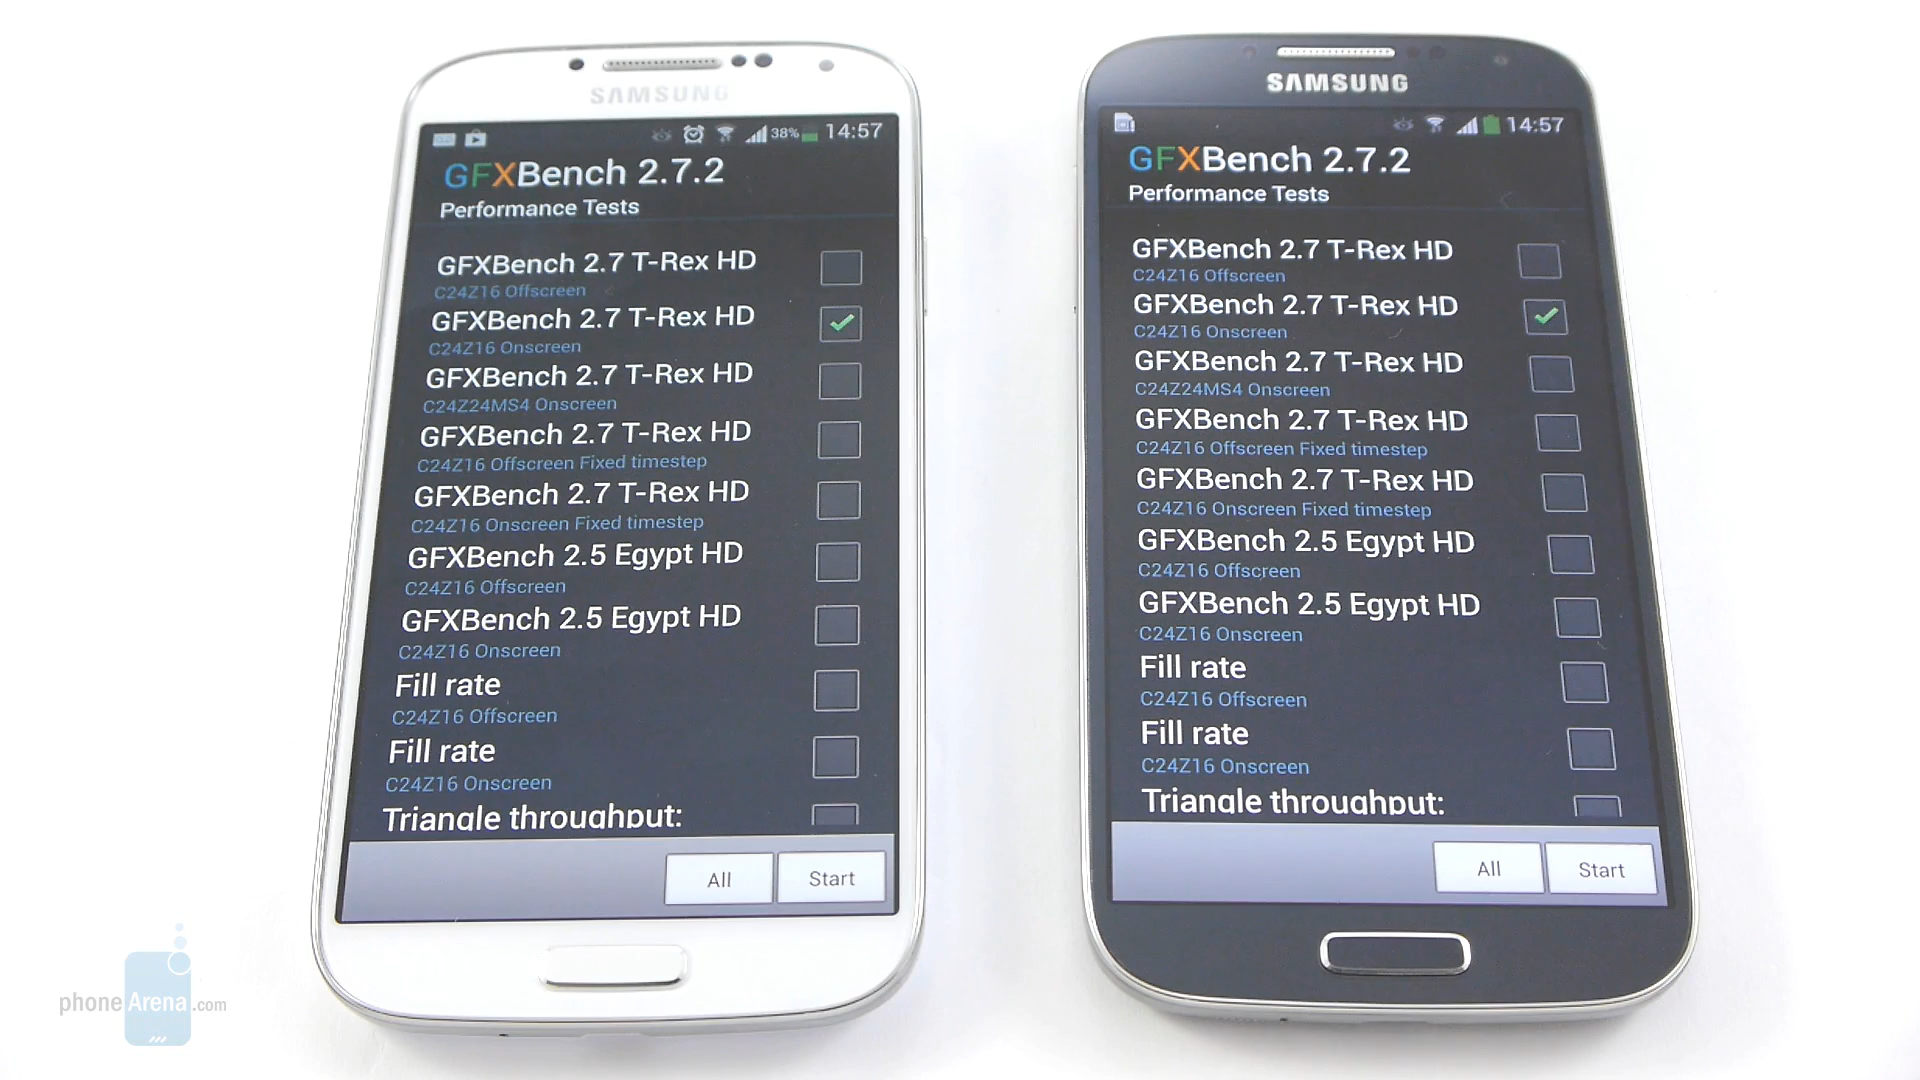 SAMSUNG
38% 14:57
GFXBench 2.7.2
Performance Tests
GFXBench 2.7 T-Rex HD
C24Z16 Offscreen
GFXBench 2.7 T-Rex HD
C24Z16 Onscreen
GFXBench 2.7 T-Rex HD
C24Z24MS4 Onscreen
GFXBench 2.7 T-Rex HD
C24Z16 Offscreen Fixed timestep
GFXBench 2.7 T-Rex HD
C24Z16 Onscreen Fixed timestep
GFXBench 2.5 Egypt HD
C24Z16 Offscreen
GFXBench 2.5 Egypt HD
C24Z16 Onscreen
Fill rate
C24Z16 Offscreen
Fill rate
C24Z16 Onscreen
Triangle throughput:
All Start
SAMSUNG
14:57
GFXBench 2.7.2
Performance Tests
GFXBench 2.7 T-Rex HD
C24Z16 Offscreen
GFXBench 2.7 T-Rex HD
C24Z16 Onscreen
GFXBench 2.7 T-Rex HD
C24Z24MS4 Onscreen
GFXBench 2.7 T-Rex HD
C24Z16 Offscreen Fixed timestep
GFXBench 2.7 T-Rex HD
C24Z16 Onscreen Fixed timestep
GFXBench 2.5 Egypt HD
C24Z16 Offscreen
GFXBench 2.5 Egypt HD
C24Z16 Onscreen
Fill rate
C24Z16 Offscreen
Fill rate
C24Z16 Onscreen
Triangle throughput:
All Start
phoneArena.com